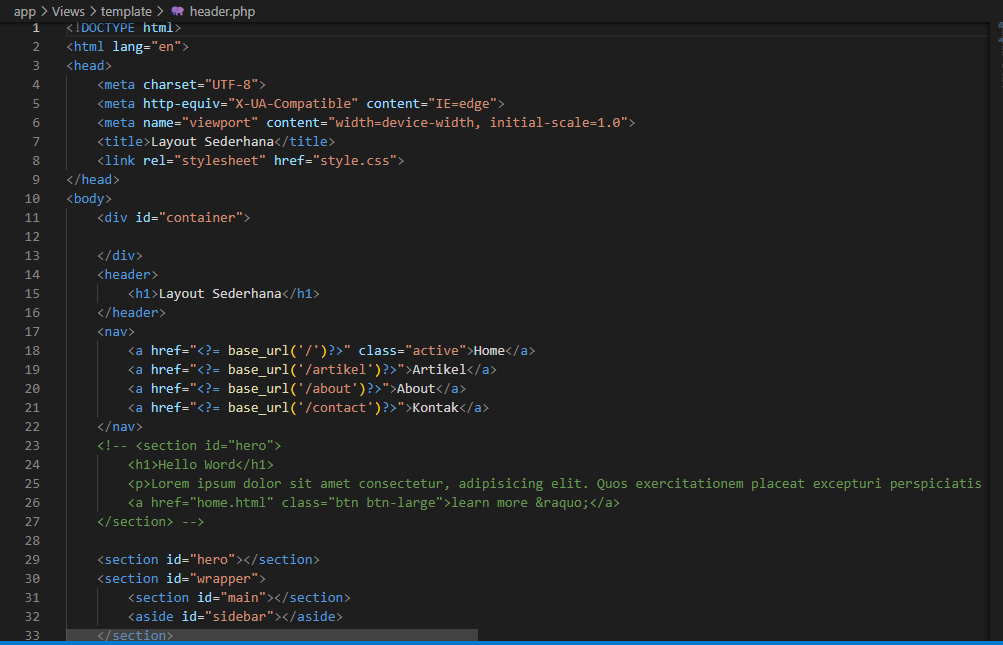 app > Views > template > header.php
1 <!DOCTYPE html>
2 <html lang="en">
3 <head>
4     <meta charset="UTF-8">
5     <meta http-equiv="X-UA-Compatible" content="IE=edge">
6     <meta name="viewport" content="width=device-width, initial-scale=1.0">
7     <title>Layout Sederhana</title>
8     <link rel="stylesheet" href="style.css">
9 </head>
10 <body>
11     <div id="container">
12
13     </div>
14     <header>
15         <h1>Layout Sederhana</h1>
16     </header>
17     <nav>
18         <a href="<?= base_url('/')?>" class="active">Home</a>
19         <a href="<?= base_url('/artikel')?>">Artikel</a>
20         <a href="<?= base_url('/about')?>">About</a>
21         <a href="<?= base_url('/contact')?>">Kontak</a>
22     </nav>
23     <!-- <section id="hero">
24         <h1>Hello Word</h1>
25         <p>Lorem ipsum dolor sit amet consectetur, adipisicing elit. Quos exercitationem placeat excepturi perspiciatis
26         <a href="home.html" class="btn btn-large">learn more &raquo;</a>
27     </section> -->
28
29     <section id="hero"></section>
30     <section id="wrapper">
31         <section id="main"></section>
32         <aside id="sidebar"></aside>
33     </section>